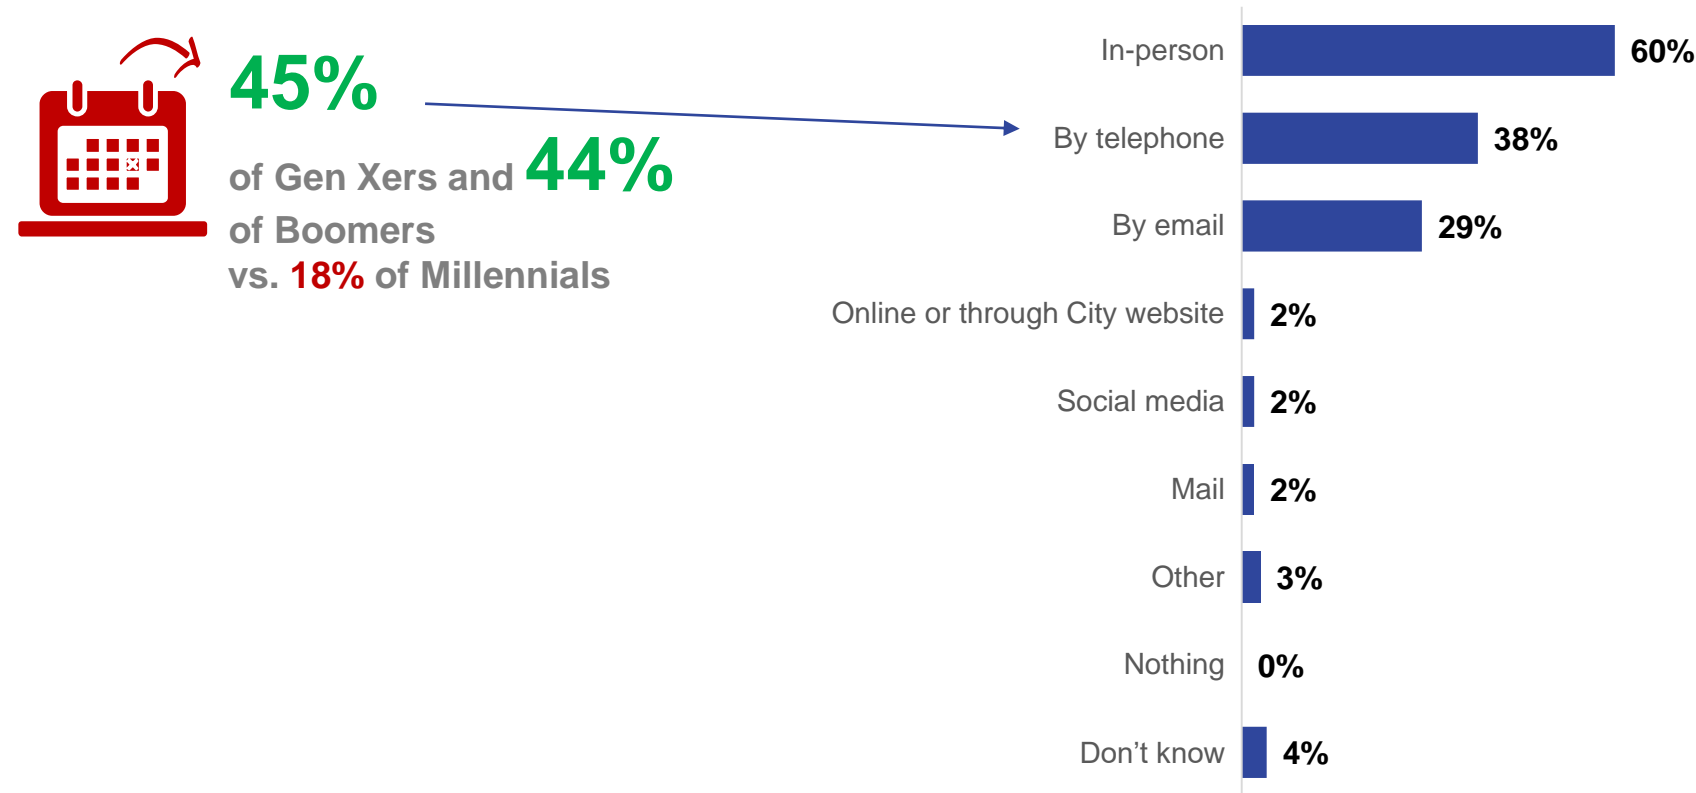 45%
of Gen Xers and 44%
of Boomers
vs. 18% of Millennials
In-person 60%
By telephone 38%
By email 29%
Online or through City website 2%
Social media 2%
Mail 2%
Other 3%
Nothing 0%
Don’t know 4%